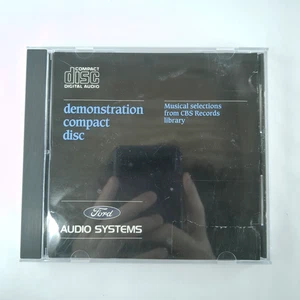 COMPACT
disc
DIGITAL AUDIO
demonstration
compact
disc
Musical selections
from CBS Records
library
Ford
AUDIO SYSTEMS